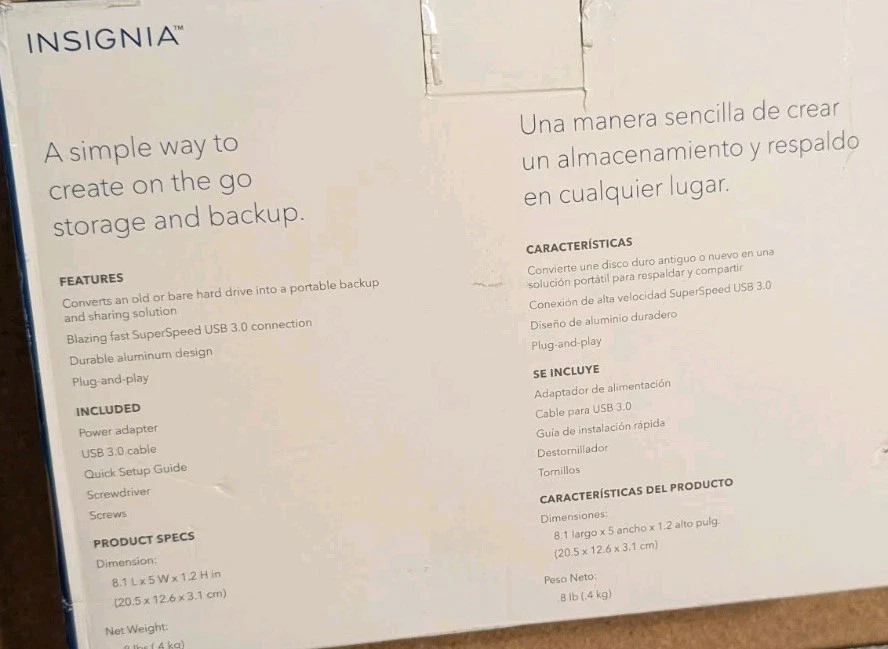 INSIGNIA™
A simple way to
create on the go
storage and backup.
FEATURES
Converts an old or bare hard drive into a portable backup
and sharing solution
Blazing fast SuperSpeed USB 3.0 connection
Durable aluminum design
Plug-and-play
INCLUDED
Power adapter
USB 3.0 cable
Quick Setup Guide
Screwdriver
Screws
PRODUCT SPECS
Dimension:
8.1 L x 5 W x 1.2 H in
(20.5 x 12.6 x 3.1 cm)
Net Weight:
(.4 kg)
Una manera sencilla de crear
un almacenamiento y respaldo
en cualquier lugar.
CARACTERÍSTICAS
Convierte une disco duro antiguo o nuevo en una
solución portátil para respaldar y compartir
Conexión de alta velocidad SuperSpeed USB 3.0
Diseño de aluminio duradero
Plug-and-play
SE INCLUYE
Adaptador de alimentación
Cable para USB 3.0
Guía de instalación rápida
Destornillador
Tornillos
CARACTERÍSTICAS DEL PRODUCTO
Dimensiones:
8.1 largo x 5 ancho x 1.2 alto pulg.
(20.5 x 12.6 x 3.1 cm)
Peso Neto:
.8 lb (.4 kg)